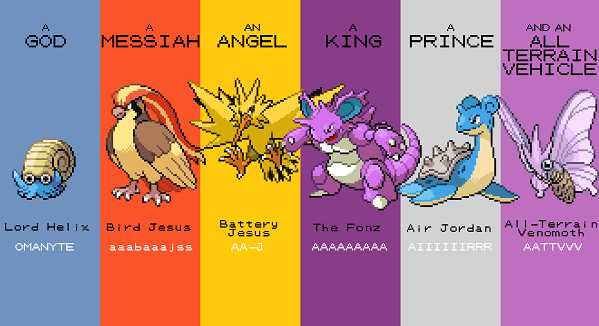 A
GOD
Lord Helix
OMANYTE
A
MESSIAH
Bird Jesus
aaabaaajss
AN
ANGEL
Battery
Jesus
AA-J
A
KING
The Fonz
AAAAAAAAA
A
PRINCE
Air Jordan
AIIIIIIRRR
AND AN
ALL
TERRAIN
VEHICLE
All-Terrain
Venomoth
AATTVVV